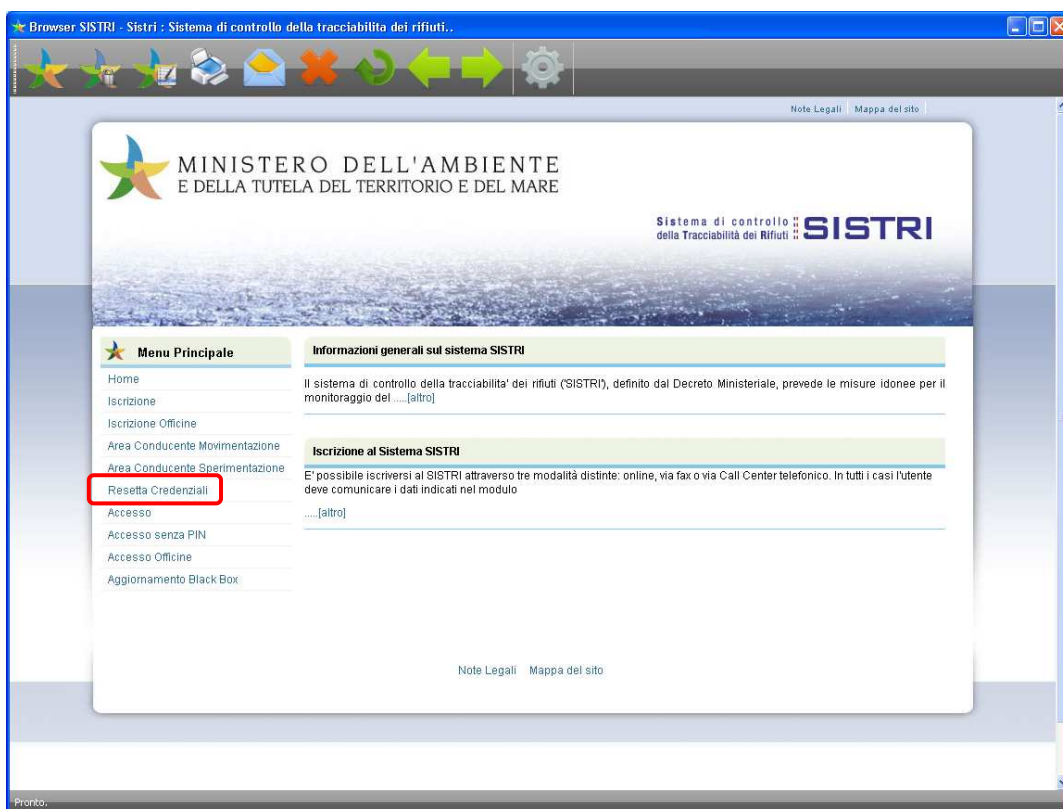 Browser SISTRI - Sistri : Sistema di controllo della tracciabilita dei rifiuti..
Note Legali Mappa del sito
MINISTERO DELL'AMBIENTE
E DELLA TUTELA DEL TERRITORIO E DEL MARE
Sistema di controllo
della Tracciabilità dei Rifiuti
SISTRI
Menu Principale
Home
Iscrizione
Iscrizione Officine
Area Conducente Movimentazione
Area Conducente Sperimentazione
Resetta Credenziali
Accesso
Accesso senza PIN
Accesso Officine
Aggiornamento Black Box
Informazioni generali sul sistema SISTRI
Il sistema di controllo della tracciabilita' dei rifiuti ('SISTRI'), definito dal Decreto Ministeriale, prevede le misure idonee per il
monitoraggio del .....[altro]
Iscrizione al Sistema SISTRI
E' possibile iscriversi al SISTRI attraverso tre modalità distinte: online, via fax o via Call Center telefonico. In tutti i casi l'utente
deve comunicare i dati indicati nel modulo
.....[altro]
Note Legali Mappa del sito
Pronto.